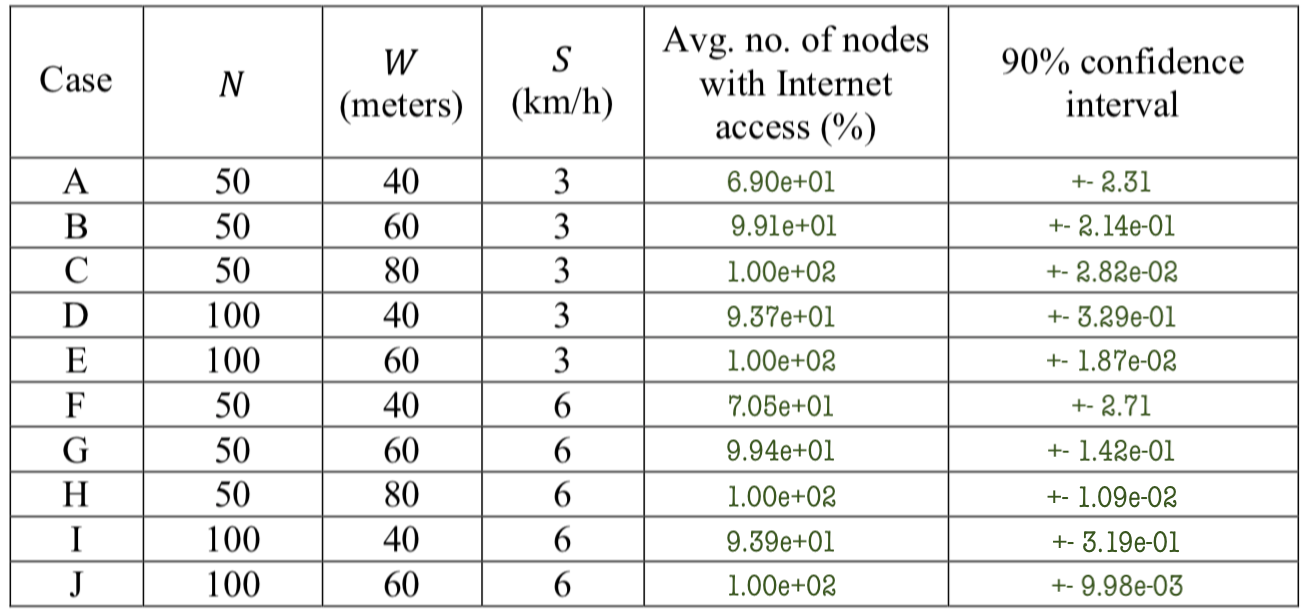 Case N W (meters) S (km/h) Avg. no. of nodes with Internet access (%) 90% confidence interval
A 50 40 3 6.90e+01 +- 2.31
B 50 60 3 9.91e+01 +- 2.14e-01
C 50 80 3 1.00e+02 +- 2.82e-02
D 100 40 3 9.37e+01 +- 3.29e-01
E 100 60 3 1.00e+02 +- 1.87e-02
F 50 40 6 7.05e+01 +- 2.71
G 50 60 6 9.94e+01 +- 1.42e-01
H 50 80 6 1.00e+02 +- 1.09e-02
I 100 40 6 9.39e+01 +- 3.19e-01
J 100 60 6 1.00e+02 +- 9.98e-03